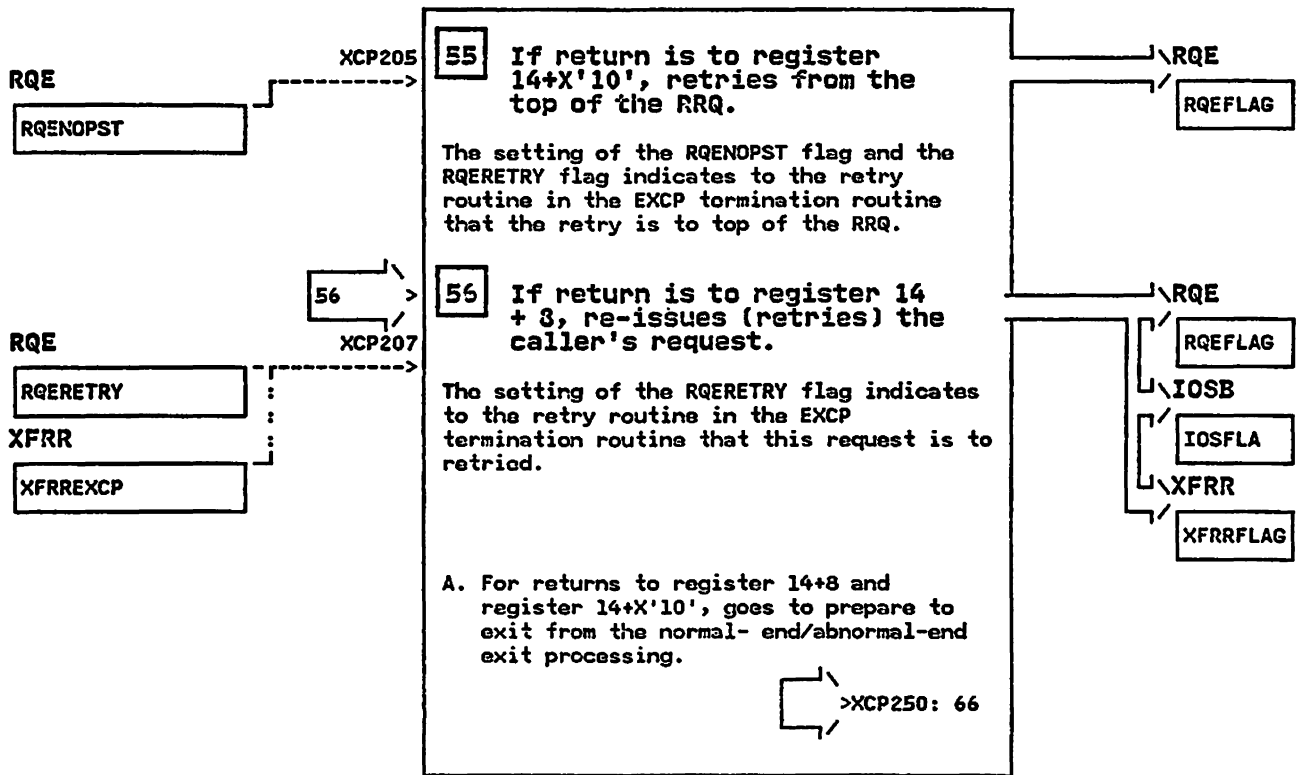 XCP205
RQE
RQENOPST
55 If return is to register
14+X'10', retries from the
top of the RRQ.
RQE
RQEFLAG
The setting of the RQENOPST flag and the
RQERETRY flag indicates to the retry
routine in the EXCP termination routine
that the retry is to top of the RRQ.
56
XCP207
RQE
RQERETRY
XFRR
XFRREXCP
56 If return is to register 14
+ 8, re-issues (retries) the
caller's request.
The setting of the RQERETRY flag indicates
to the retry routine in the EXCP
termination routine that this request is to
retried.
RQE
RQEFLAG
IOSB
IOSFLA
XFRR
XFRRFLAG
A. For returns to register 14+8 and
register 14+X'10', goes to prepare to
exit from the normal- end/abnormal-end
exit processing.
>XCP250: 66